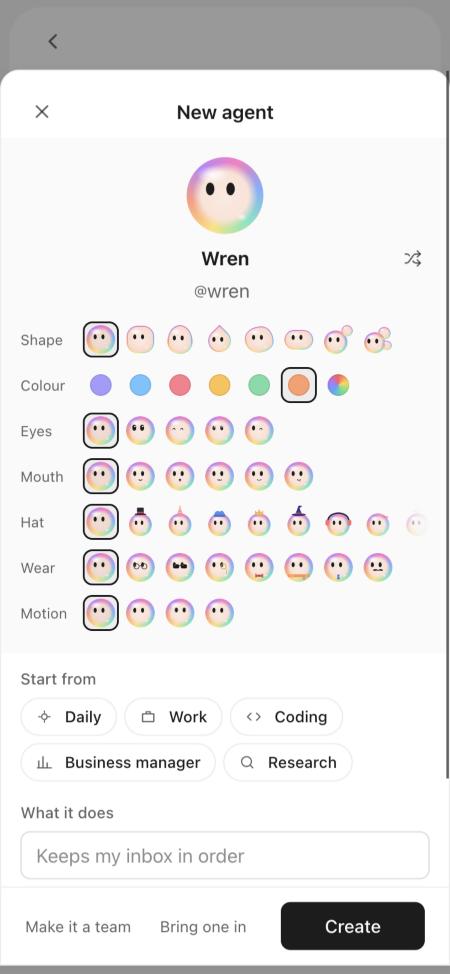 New agent
Wren
@wren
Shape
Colour
Eyes
Mouth
Hat
Wear
Motion
Start from
Daily
Work
Coding
Business manager
Research
What it does
Keeps my inbox in order
Make it a team
Bring one in
Create